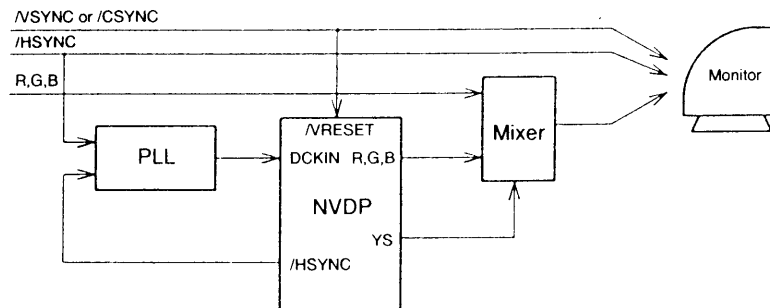 /VSYNC or /CSYNC
/HSYNC
R,G,B
Monitor
/VRESET
Mixer
PLL
DCKIN R,G,B
NVDP
YS
/HSYNC